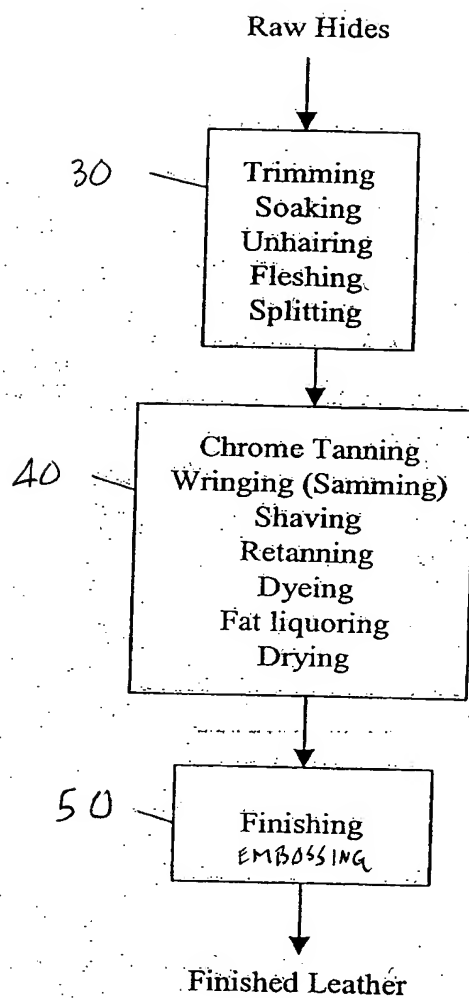 Raw Hides
30
Trimming
Soaking
Unhairing
Fleshing
Splitting
40
Chrome Tanning
Wringing (Samming)
Shaving
Retanning
Dyeing
Fat liquoring
Drying
50
Finishing
EMBOSSING
Finished Leather